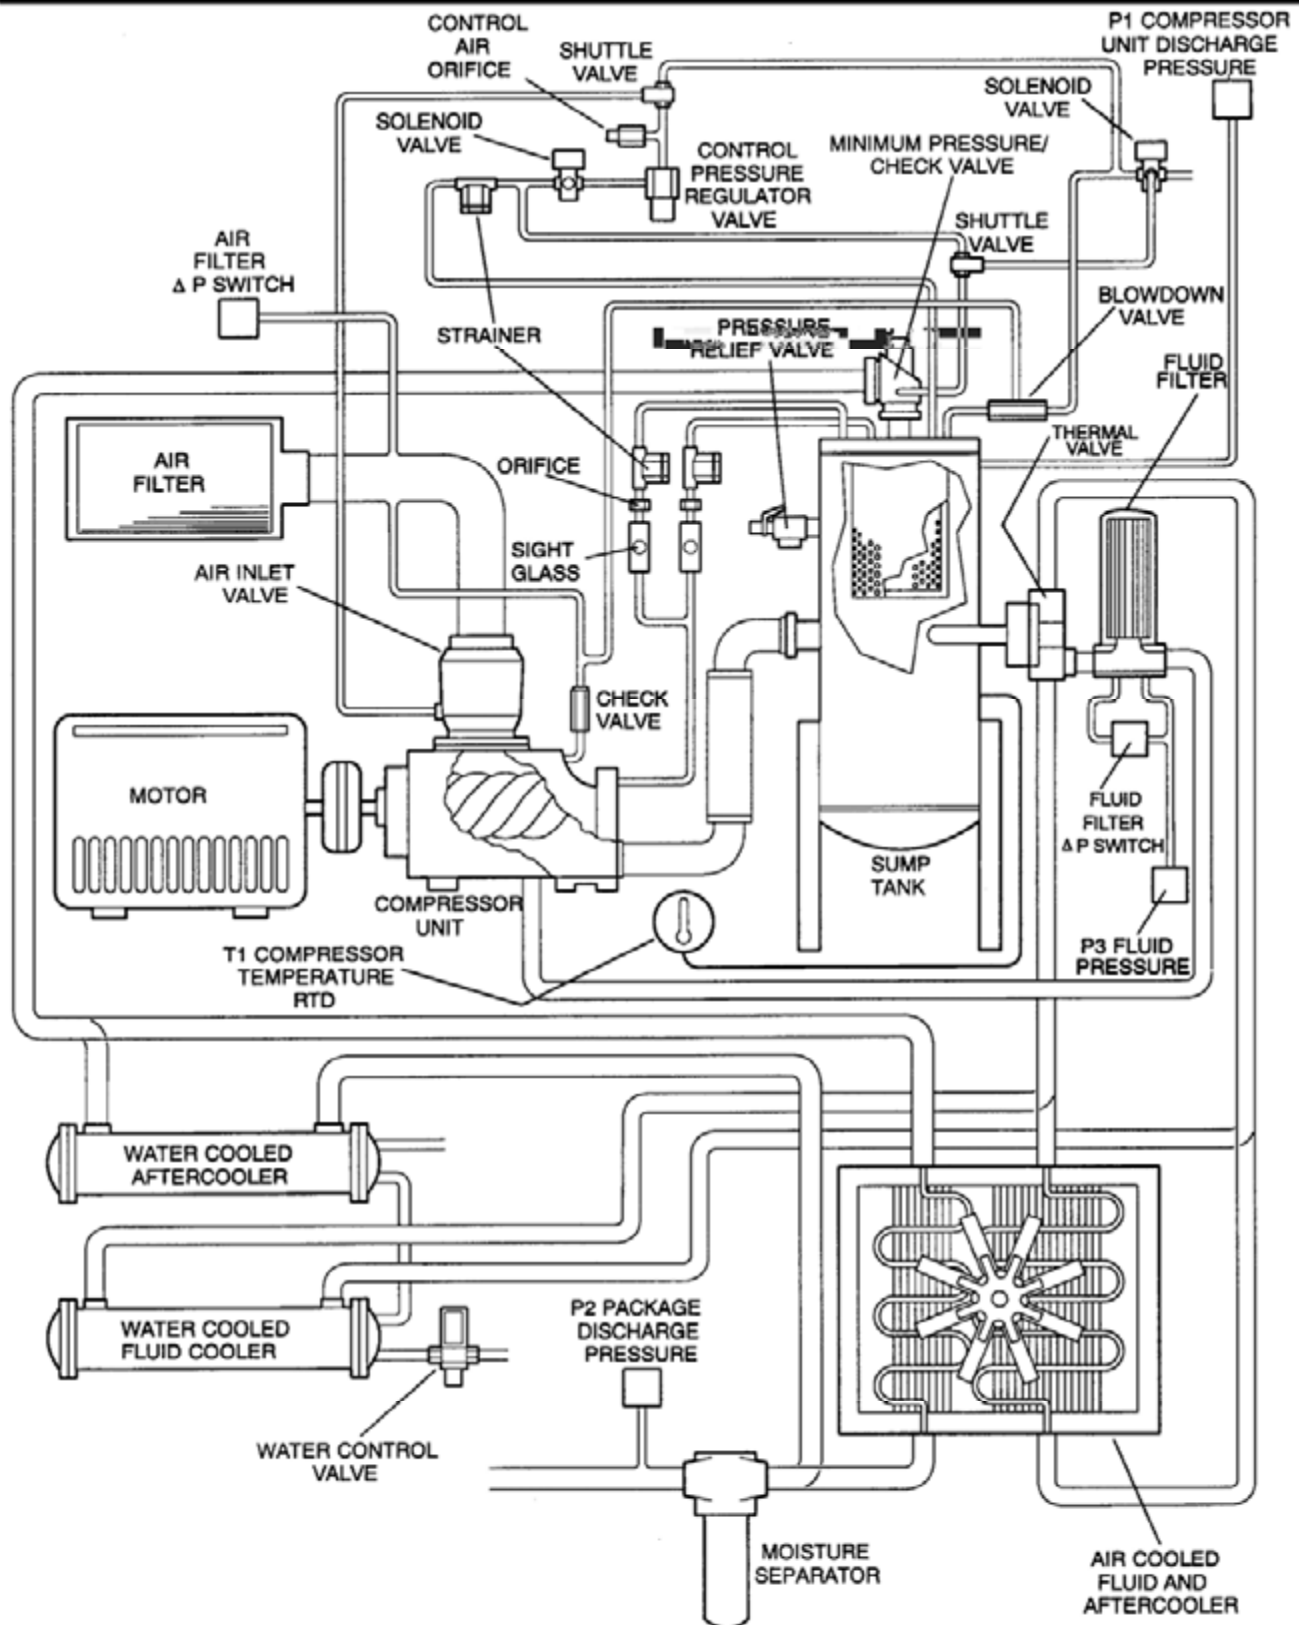 CONTROL
AIR
ORIFICE
SHUTTLE
VALVE
P1 COMPRESSOR
UNIT DISCHARGE
PRESSURE
SOLENOID
VALVE
SOLENOID
VALVE
CONTROL
PRESSURE
REGULATOR
VALVE
MINIMUM PRESSURE/
CHECK VALVE
SHUTTLE
VALVE
AIR
FILTER
Δ P SWITCH
STRAINER
PRESSURE
RELIEF VALVE
BLOWDOWN
VALVE
FLUID
FILTER
THERMAL
VALVE
AIR
FILTER
ORIFICE
SIGHT
GLASS
AIR INLET
VALVE
CHECK
VALVE
MOTOR
COMPRESSOR
UNIT
SUMP
TANK
FLUID
FILTER
Δ P SWITCH
P3 FLUID
PRESSURE
T1 COMPRESSOR
TEMPERATURE
RTD
WATER COOLED
AFTERCOOLER
WATER COOLED
FLUID COOLER
WATER CONTROL
VALVE
P2 PACKAGE
DISCHARGE
PRESSURE
MOISTURE
SEPARATOR
AIR COOLED
FLUID AND
AFTERCOOLER